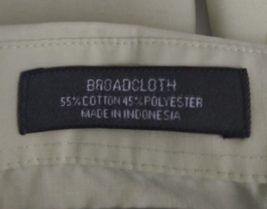 BROADCLOTH
55% COTTON 45% POLYESTER
MADE IN INDONESIA